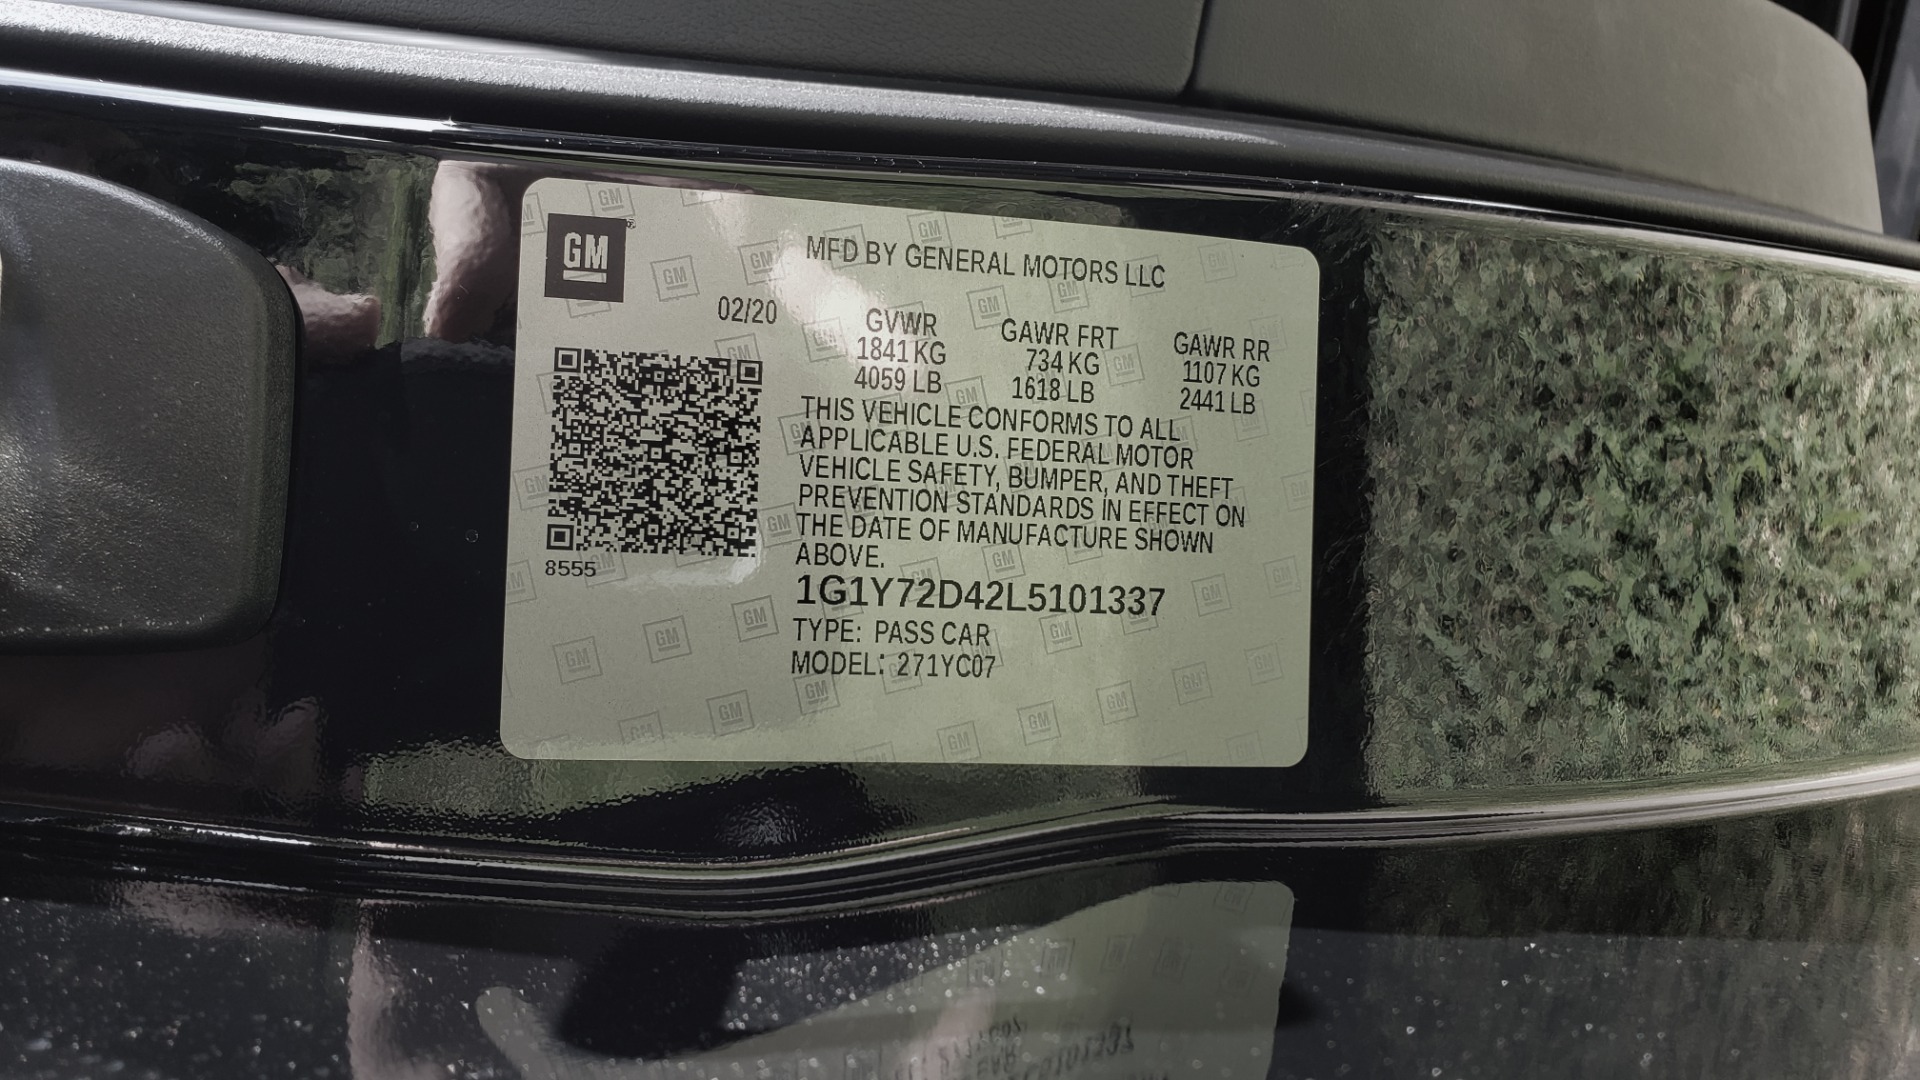 GM
MFD BY GENERAL MOTORS LLC
02/20
GVWR GAWR FRT GAWR RR
1841 KG 734 KG 1107 KG
4059 LB 1618 LB 2441 LB
THIS VEHICLE CONFORMS TO ALL
APPLICABLE U.S. FEDERAL MOTOR
VEHICLE SAFETY, BUMPER, AND THEFT
PREVENTION STANDARDS IN EFFECT ON
THE DATE OF MANUFACTURE SHOWN
ABOVE.
8555
1G1Y72D42L5101337
TYPE: PASS CAR
MODEL: 271YC07